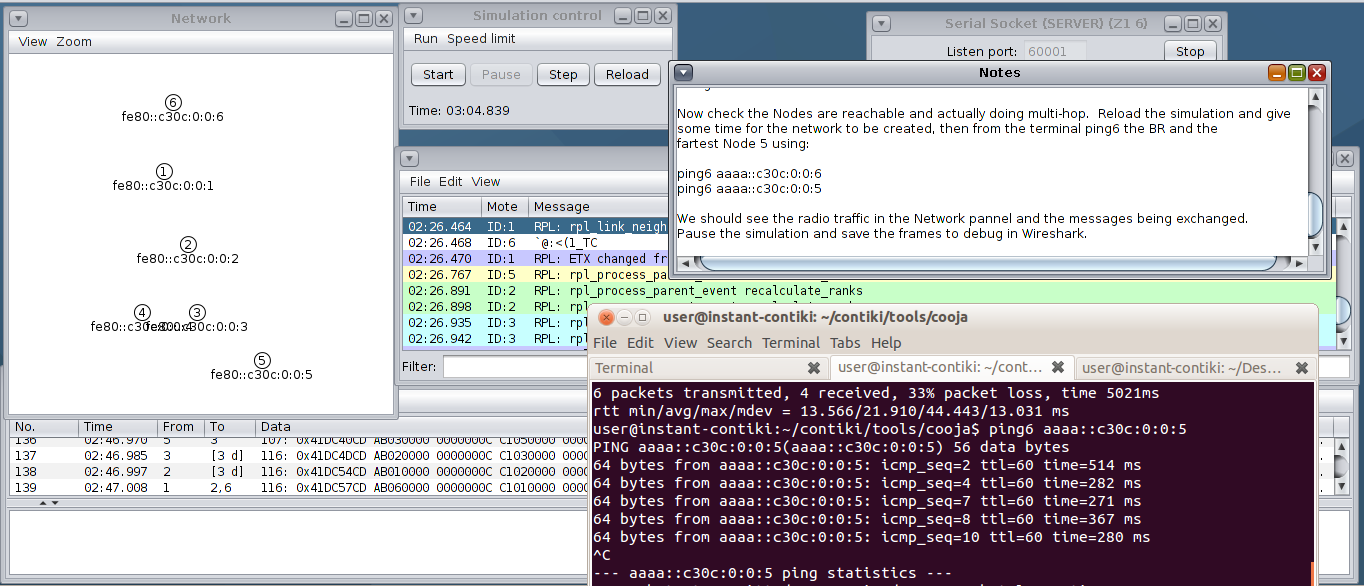 Network
View Zoom
6
fe80::c30c:0:0:6
1
fe80::c30c:0:0:1
2
fe80::c30c:0:0:2
4
3
fe80::c30c:0:0:3
5
fe80::c30c:0:0:5
Simulation control
Run Speed limit
Start Pause Step Reload
Time: 03:04.839
Serial Socket (SERVER) (Z1 6)
Listen port: 60001 Stop
Notes
Now check the Nodes are reachable and actually doing multi-hop. Reload the simulation and give
some time for the network to be created, then from the terminal ping6 the BR and the
fartest Node 5 using:
ping6 aaaa::c30c:0:0:6
ping6 aaaa::c30c:0:0:5
We should see the radio traffic in the Network pannel and the messages being exchanged.
Pause the simulation and save the frames to debug in Wireshark.
File Edit View
Time Mote Message
02:26.464 ID:1 RPL: rpl_link_neigh
02:26.468 ID:6 `@:<(1_TC
02:26.470 ID:1 RPL: ETX changed fr
02:26.767 ID:5 RPL: rpl_process_pa
02:26.891 ID:2 RPL: rpl_process_parent_event recalculate_ranks
02:26.898 ID:2 RPL:
02:26.935 ID:3 RPL:
02:26.942 ID:3 RPL:
Filter:
No. Time From To Data
136 02:46.970 5 3 107: 0x41DC40CD AB030000 0000000C C1050000 000
137 02:46.985 3 [3 d] 116: 0x41DC4DCD AB020000 0000000C C1030000 000
138 02:46.997 2 [3 d] 116: 0x41DC54CD AB010000 0000000C C1020000 000
139 02:47.008 1 2,6 116: 0x41DC57CD AB060000 0000000C C1010000 000
user@instant-contiki: ~/contiki/tools/cooja
File Edit View Search Terminal Tabs Help
Terminal user@instant-contiki: ~/cont... user@instant-contiki: ~/Des...
6 packets transmitted, 4 received, 33% packet loss, time 5021ms
rtt min/avg/max/mdev = 13.566/21.910/44.443/13.031 ms
user@instant-contiki:~/contiki/tools/cooja$ ping6 aaaa::c30c:0:0:5
PING aaaa::c30c:0:0:5(aaaa::c30c:0:0:5) 56 data bytes
64 bytes from aaaa::c30c:0:0:5: icmp_seq=2 ttl=60 time=514 ms
64 bytes from aaaa::c30c:0:0:5: icmp_seq=4 ttl=60 time=282 ms
64 bytes from aaaa::c30c:0:0:5: icmp_seq=7 ttl=60 time=271 ms
64 bytes from aaaa::c30c:0:0:5: icmp_seq=8 ttl=60 time=367 ms
64 bytes from aaaa::c30c:0:0:5: icmp_seq=10 ttl=60 time=280 ms
^C
--- aaaa::c30c:0:0:5 ping statistics ---